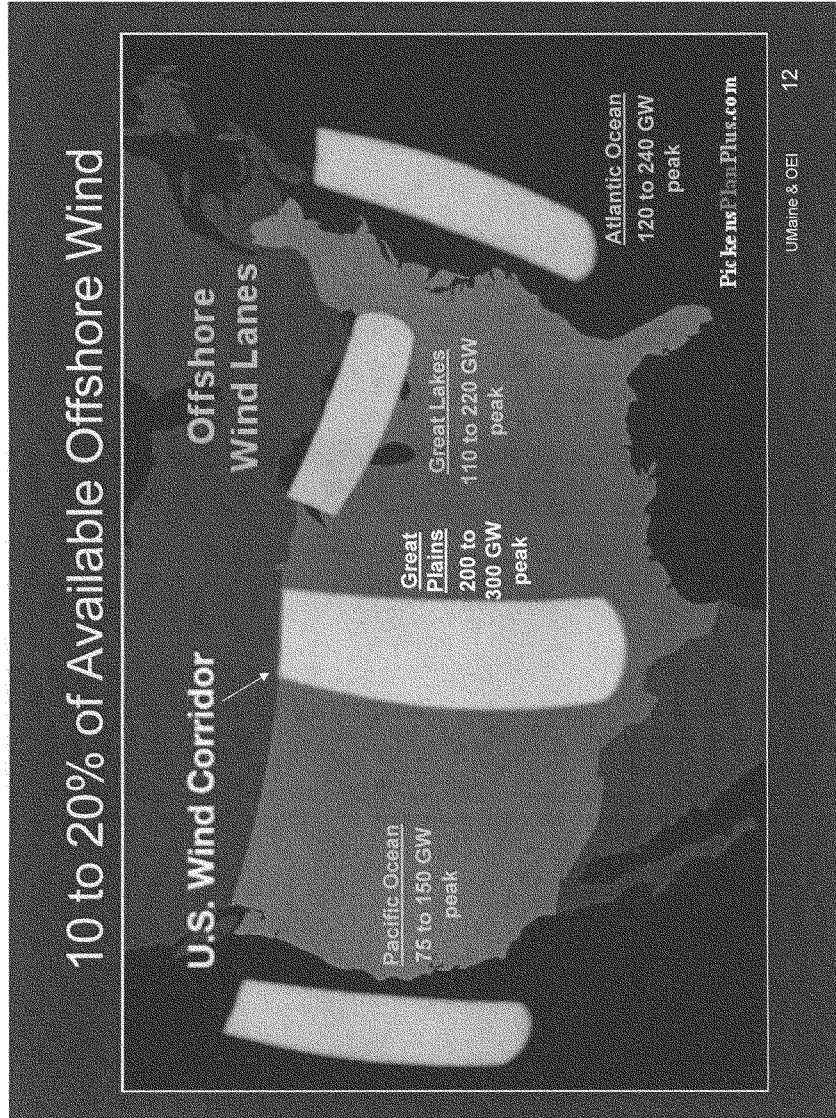 10 to 20% of Available Offshore Wind
U.S. Wind Corridor
Offshore
Wind Lanes
Pacific Ocean
75 to 150 GW
peak
Great
Plains
200 to
300 GW
peak
Great Lakes
110 to 220 GW
peak
Atlantic Ocean
120 to 240 GW
peak
PickensPlanPlus.com
UMaine & OEI
12